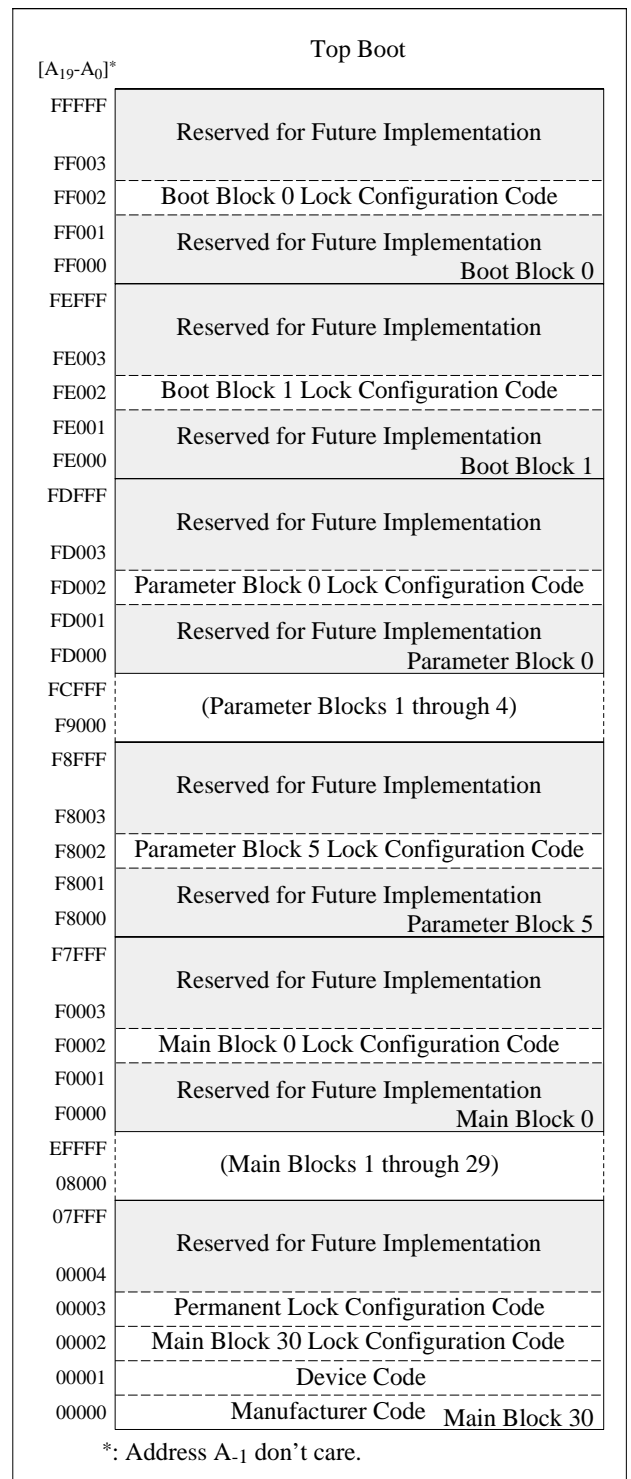 Top Boot
[A19-A0]*
FFFFF
Reserved for Future Implementation
FF003
FF002 Boot Block 0 Lock Configuration Code
FF001
Reserved for Future Implementation
FF000 Boot Block 0
FEFFF
Reserved for Future Implementation
FE003
FE002 Boot Block 1 Lock Configuration Code
FE001
Reserved for Future Implementation
FE000 Boot Block 1
FDFFF
Reserved for Future Implementation
FD003
FD002 Parameter Block 0 Lock Configuration Code
FD001
Reserved for Future Implementation
FD000 Parameter Block 0
FCFFF
(Parameter Blocks 1 through 4)
F9000
F8FFF
Reserved for Future Implementation
F8003
F8002 Parameter Block 5 Lock Configuration Code
F8001
Reserved for Future Implementation
F8000 Parameter Block 5
F7FFF
Reserved for Future Implementation
F0003
F0002 Main Block 0 Lock Configuration Code
F0001
Reserved for Future Implementation
F0000 Main Block 0
EFFFF
(Main Blocks 1 through 29)
08000
07FFF
Reserved for Future Implementation
00004
00003 Permanent Lock Configuration Code
00002 Main Block 30 Lock Configuration Code
00001 Device Code
00000 Manufacturer Code Main Block 30
*: Address A-1 don't care.